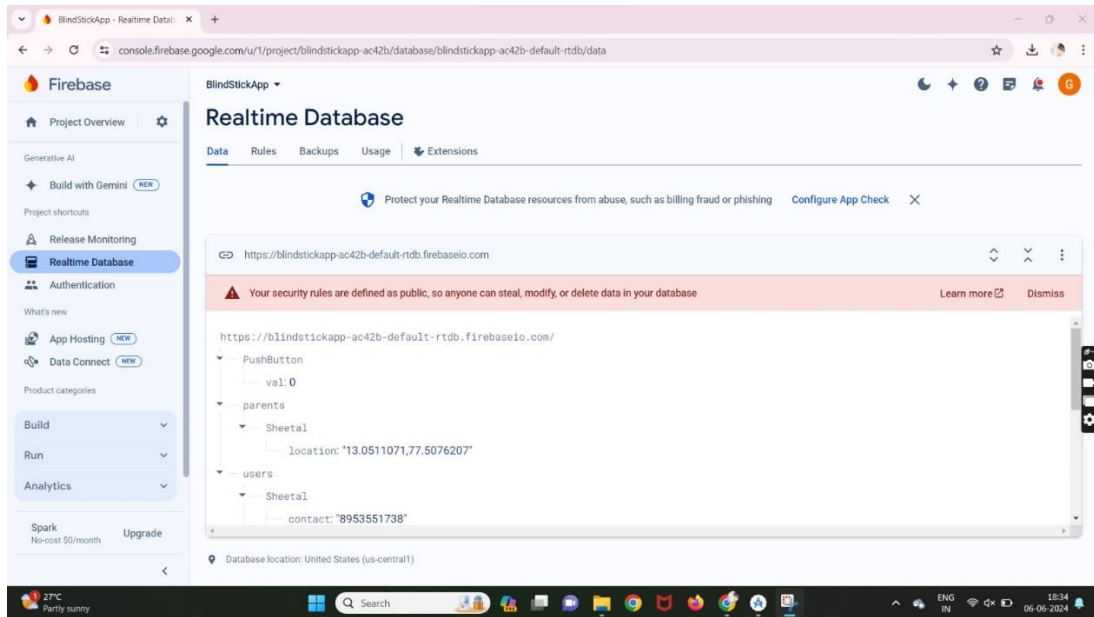 BlindStickApp - Realtime Datab
console.firebase.google.com/u/1/project/blindstickapp-ac42b/database/blindstickapp-ac42b-default-rtdb/data
Firebase
Project Overview
Generative AI
Build with Gemini NEW
Project shortcuts
Release Monitoring
Realtime Database
Authentication
What's new
App Hosting NEW
Data Connect NEW
Product categories
Build
Run
Analytics
Spark
No-cost $0/month
Upgrade
BlindStickApp
G
Realtime Database
Data Rules Backups Usage Extensions
Protect your Realtime Database resources from abuse, such as billing fraud or phishing Configure App Check
https://blindstickapp-ac42b-default-rtdb.firebaseio.com
Your security rules are defined as public, so anyone can steal, modify, or delete data in your database Learn more Dismiss
https://blindstickapp-ac42b-default-rtdb.firebaseio.com/
PushButton
val: 0
parents
Sheetal
location: "13.0511071,77.5076207"
users
Sheetal
contact: "8953551738"
Database location: United States (us-central1)
1
27°C
Partly sunny
Search
ENG
IN
18:34
06-06-2024